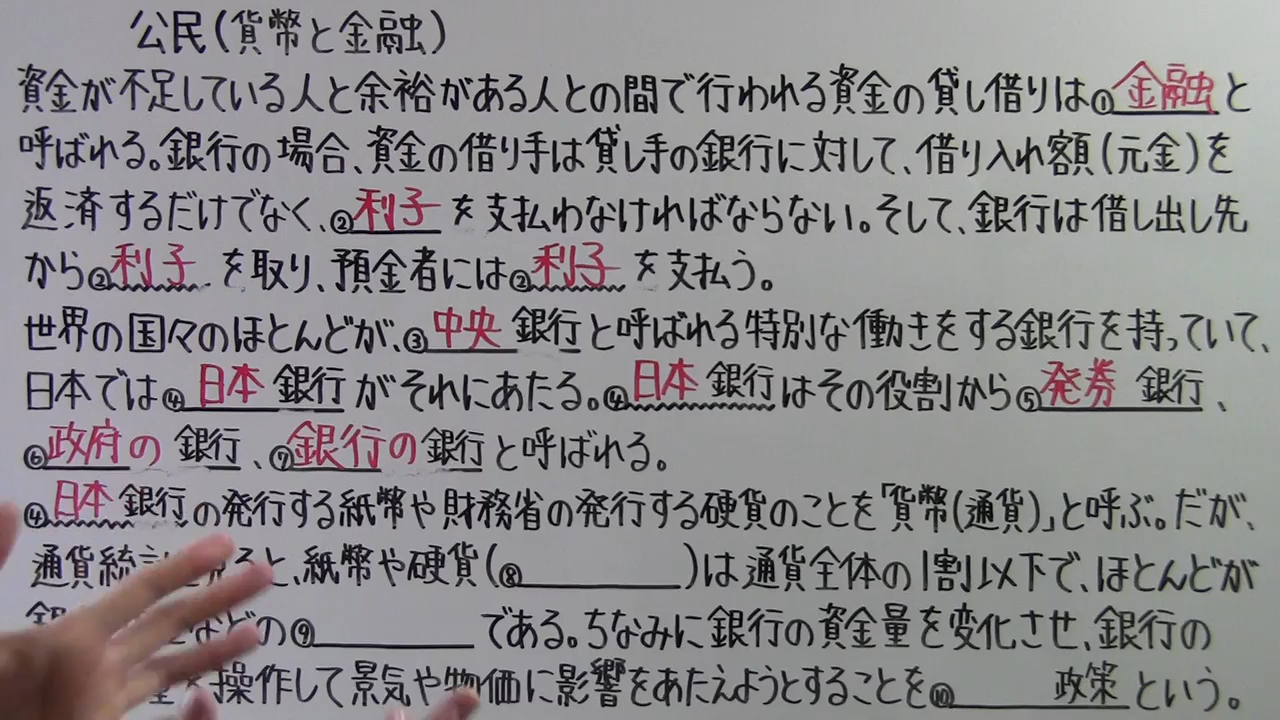 公民(貨幣と金融)
資金が不足している人と余裕がある人との間で行われる資金の貸し借りは①金融と
呼ばれる。銀行の場合、資金の借り手は貸し手の銀行に対して、借り入れ額(元金)を
返済するだけでなく、②利子を支払わなければならない。そして、銀行は借し出し先
から②利子を取り、預金者には②利子を支払う。
世界の国々のほとんどが、③中央銀行と呼ばれる特別な働きをする銀行を持っていて、
日本では④日本銀行がそれにあたる。④日本銀行はその役割から⑤発券銀行、
⑥政府の銀行、⑦銀行の銀行と呼ばれる。
④日本銀行の発行する紙幣や財務省の発行する硬貨のことを「貨幣(通貨)」と呼ぶ。だが、
通貨統計を見ると、紙幣や硬貨(⑧　　　)は通貨全体の1割以下で、ほとんどが
などの⑨　　　である。ちなみに銀行の資金量を変化させ、銀行の
量を操作して景気や物価に影響をあたえようとすることを⑩　　　政策という。